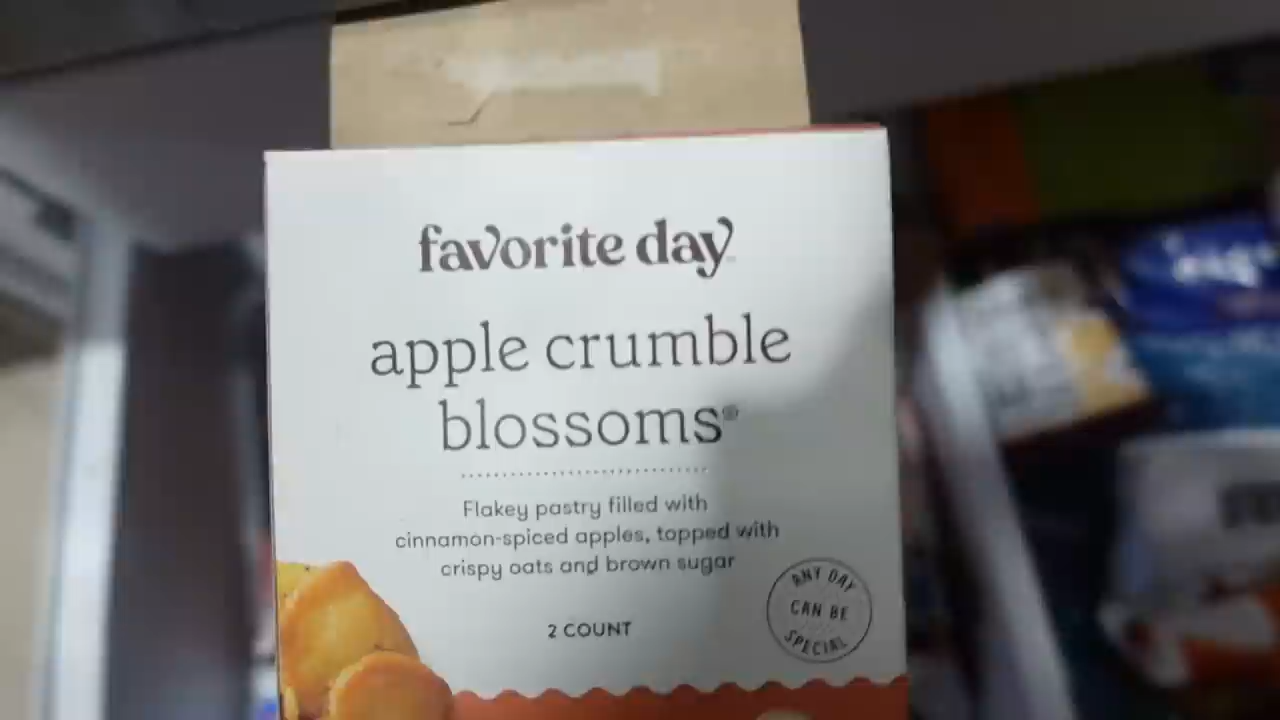 favorite day
apple crumble
blossoms®
Flakey pastry filled with
cinnamon-spiced apples, topped with
crispy oats and brown sugar
2 COUNT
ANY DAY
CAN BE
SPECIAL